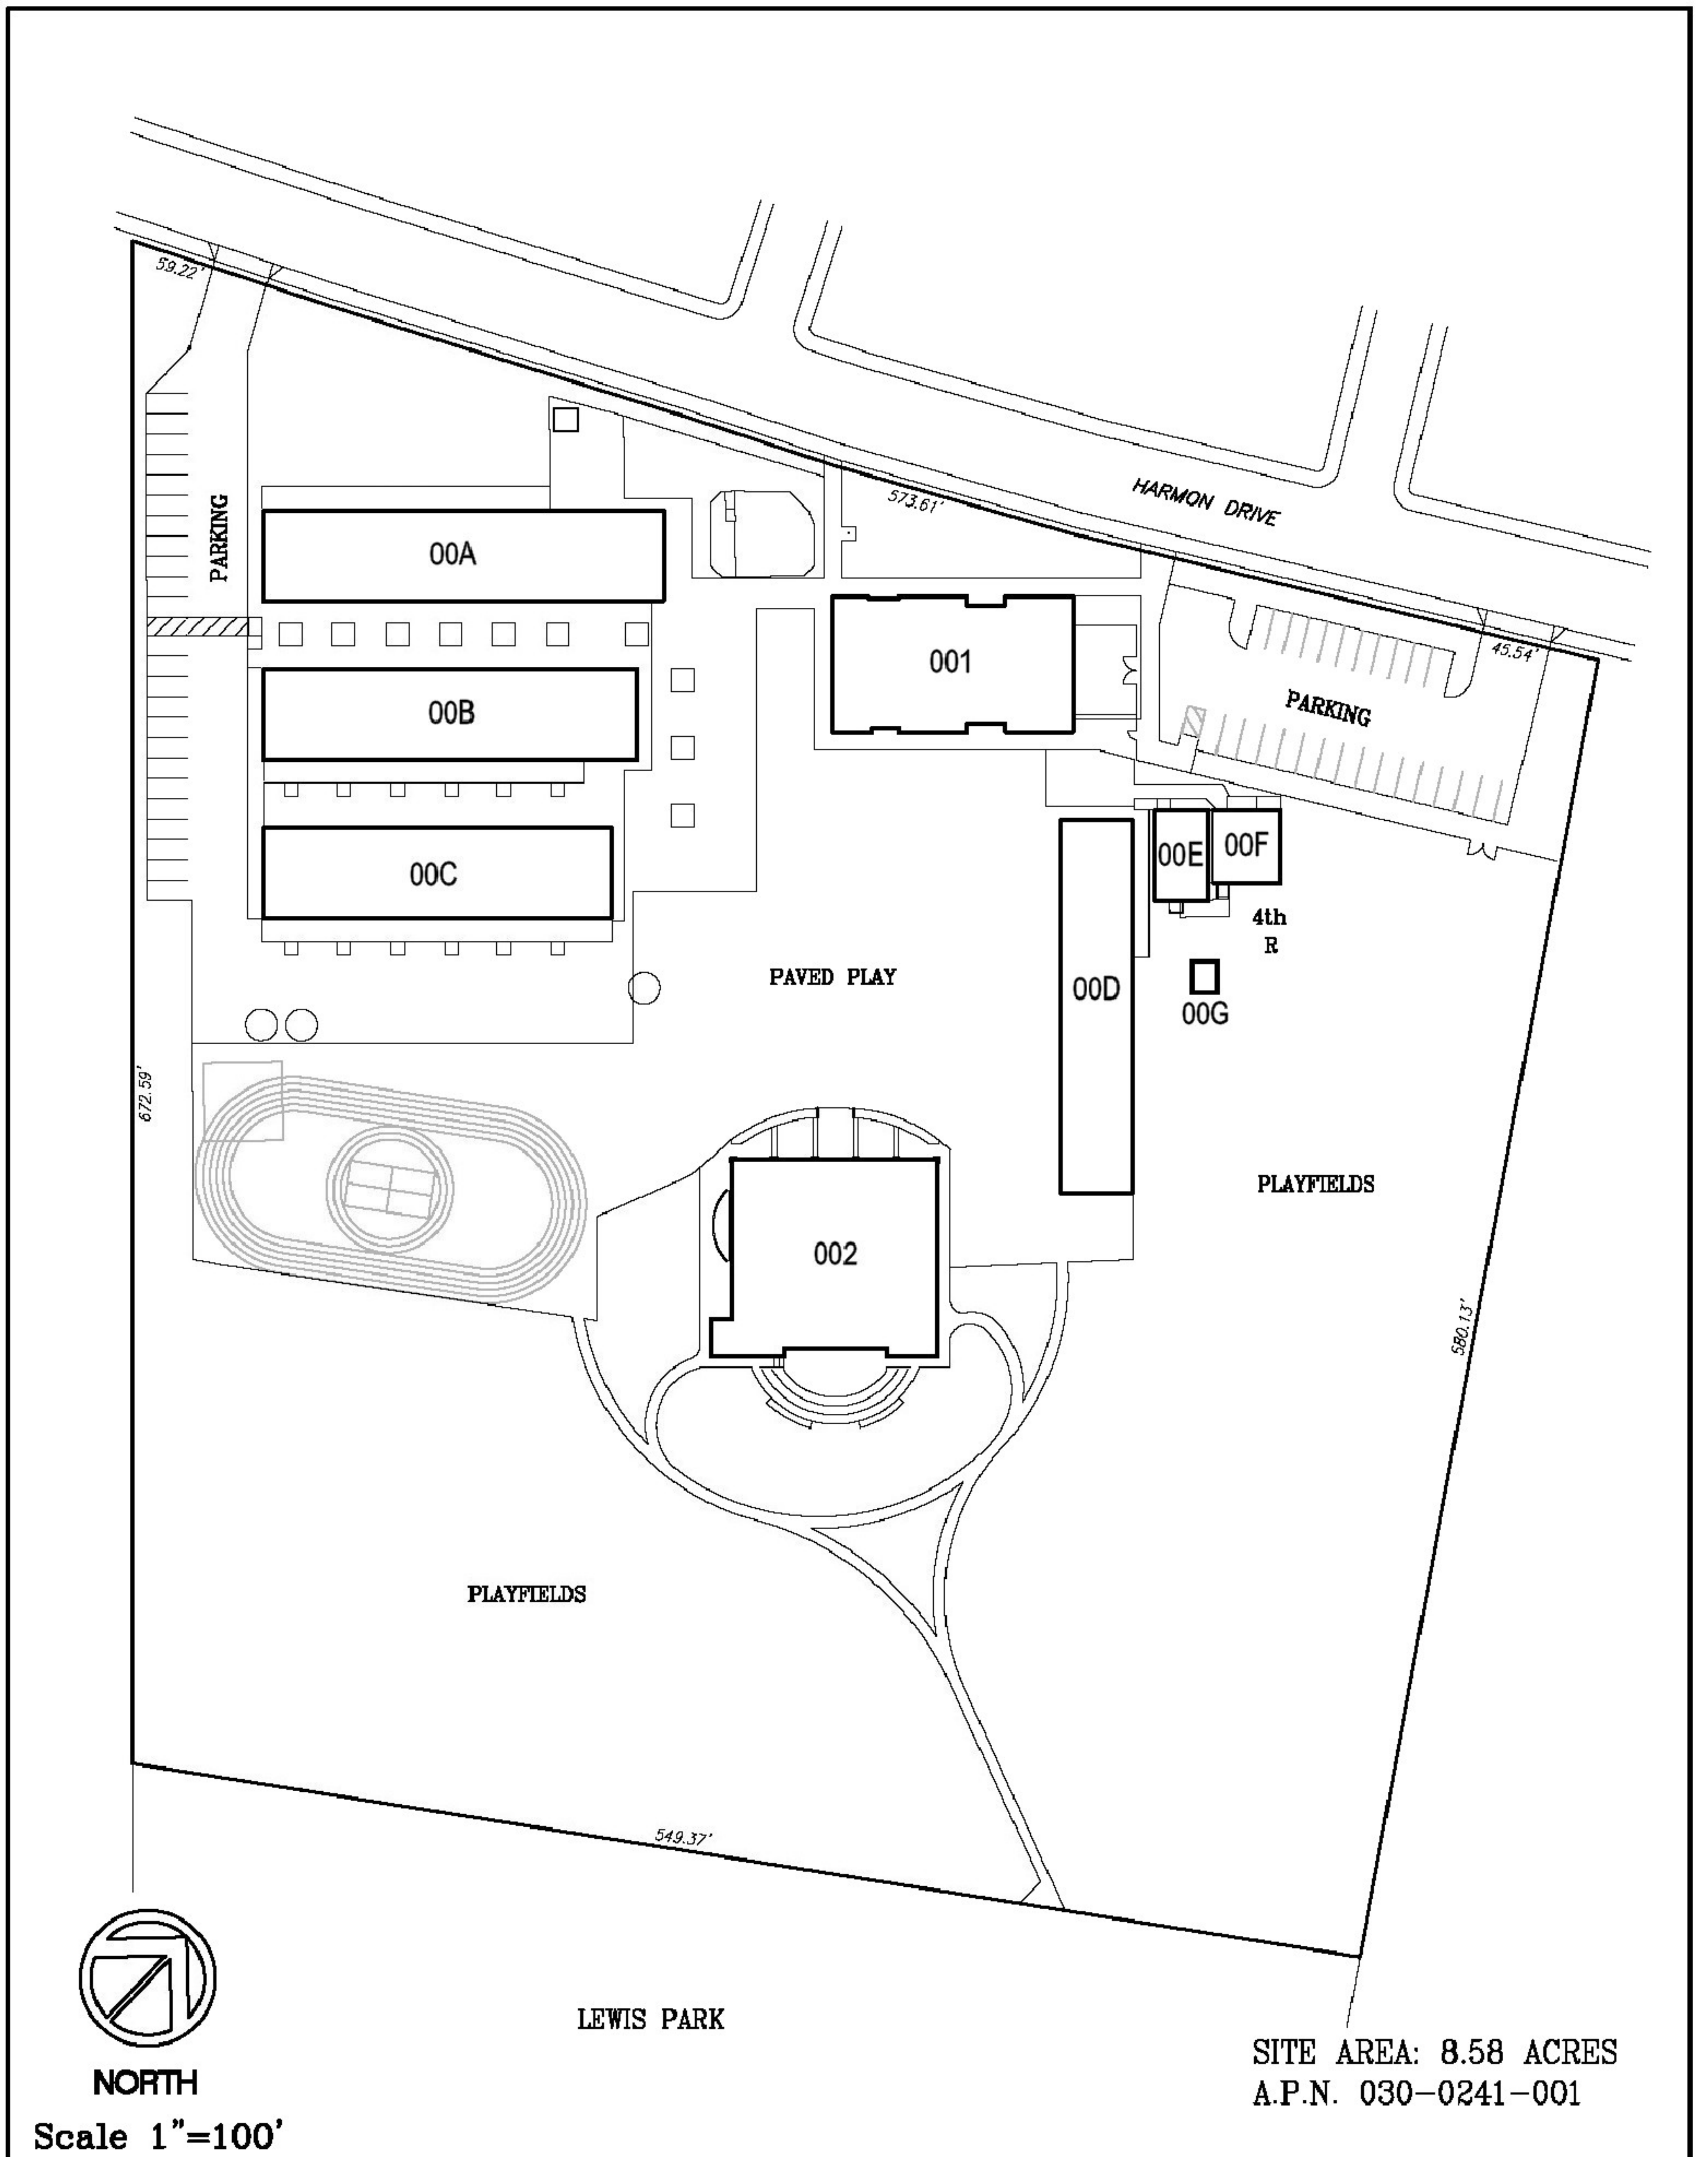 59.22'
573.61'
HARMON DRIVE
PARKING
00A
001
45.54'
PARKING
00B
00C
00E
00F
4th
R
PAVED PLAY
00D
00G
672.59'
PLAYFIELDS
002
580.13'
PLAYFIELDS
549.37'
LEWIS PARK
NORTH
Scale 1"=100'
SITE AREA: 8.58 ACRES
A.P.N. 030-0241-001